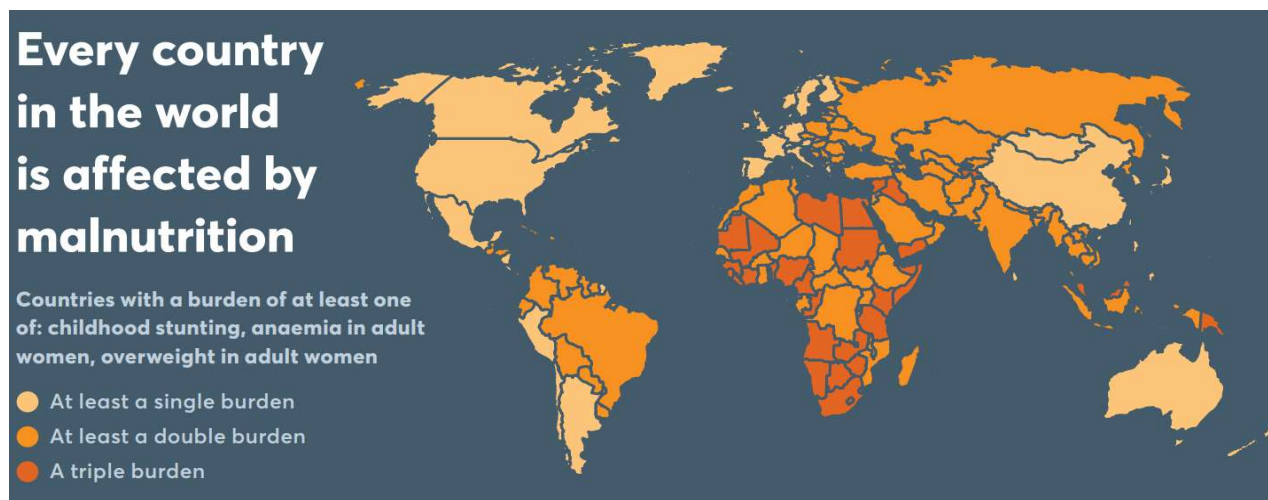 Every country
in the world
is affected by
malnutrition
Countries with a burden of at least one
of: childhood stunting, anaemia in adult
women, overweight in adult women
At least a single burden
At least a double burden
A triple burden